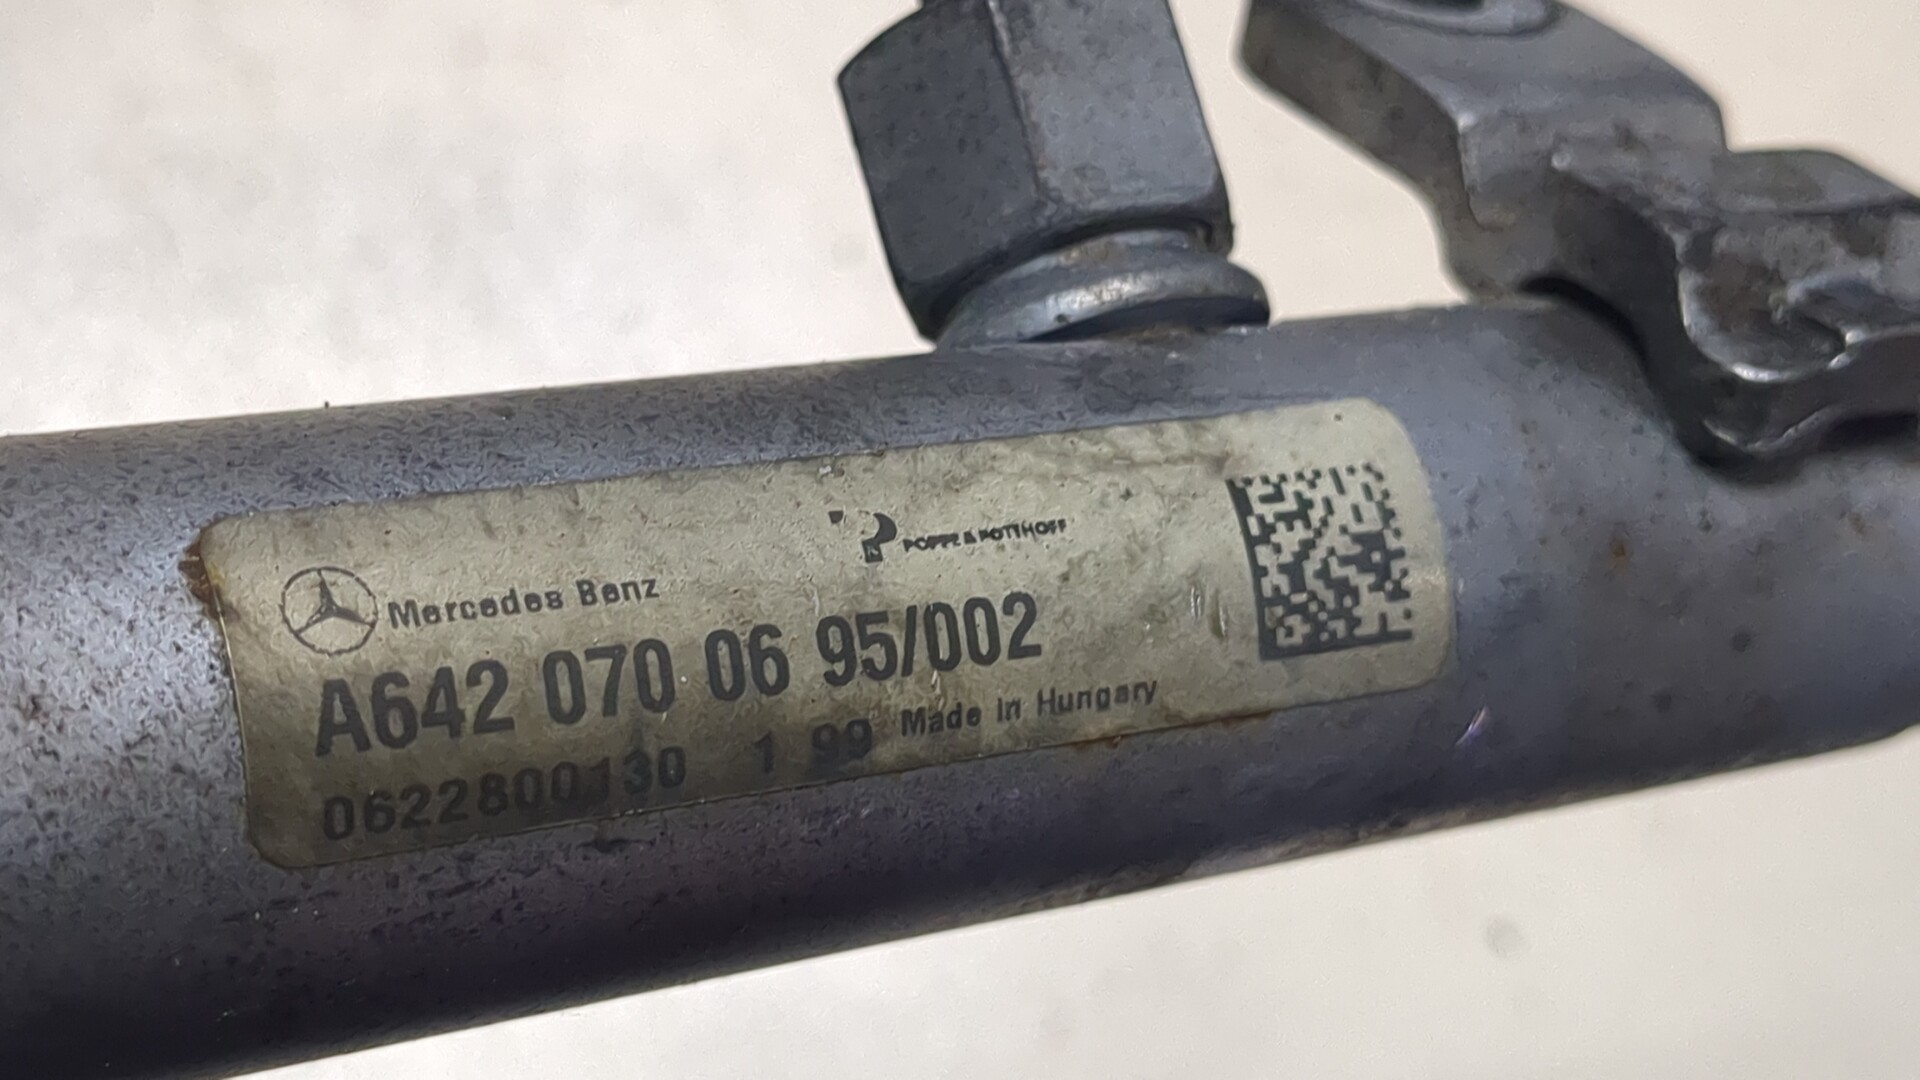 POPPE & POTTHOFF
Mercedes Benz
A642 070 06 95/002
0622800130 1 99 Made in Hungary